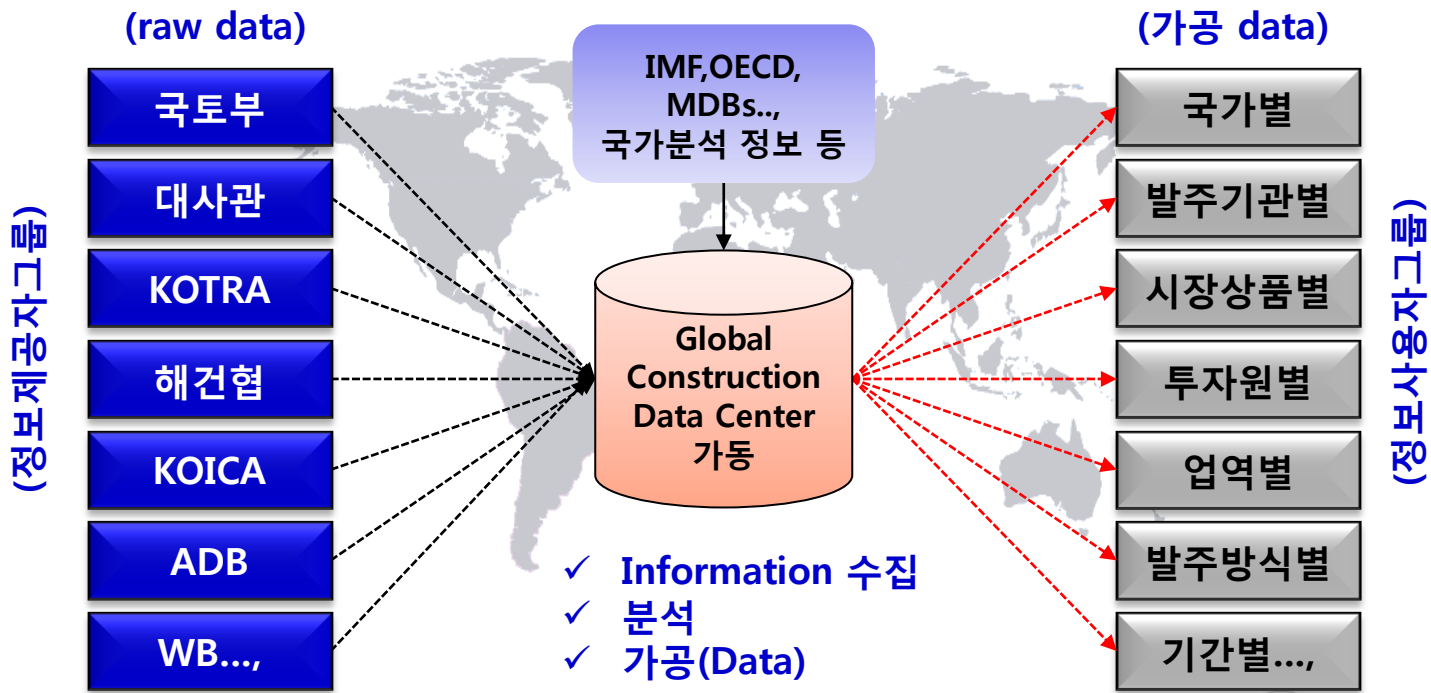 (raw data)
국토부
대사관
KOTRA
해건협
KOICA
ADB
WB...,
(정보제공자그룹)
IMF,OECD,
MDBs..,
국가분석 정보 등
Global
Construction
Data Center
가동
✓ Information 수집
✓ 분석
✓ 가공(Data)
(가공 data)
국가별
발주기관별
시장상품별
투자원별
업역별
발주방식별
기간별...,
(정보사용자그룹)